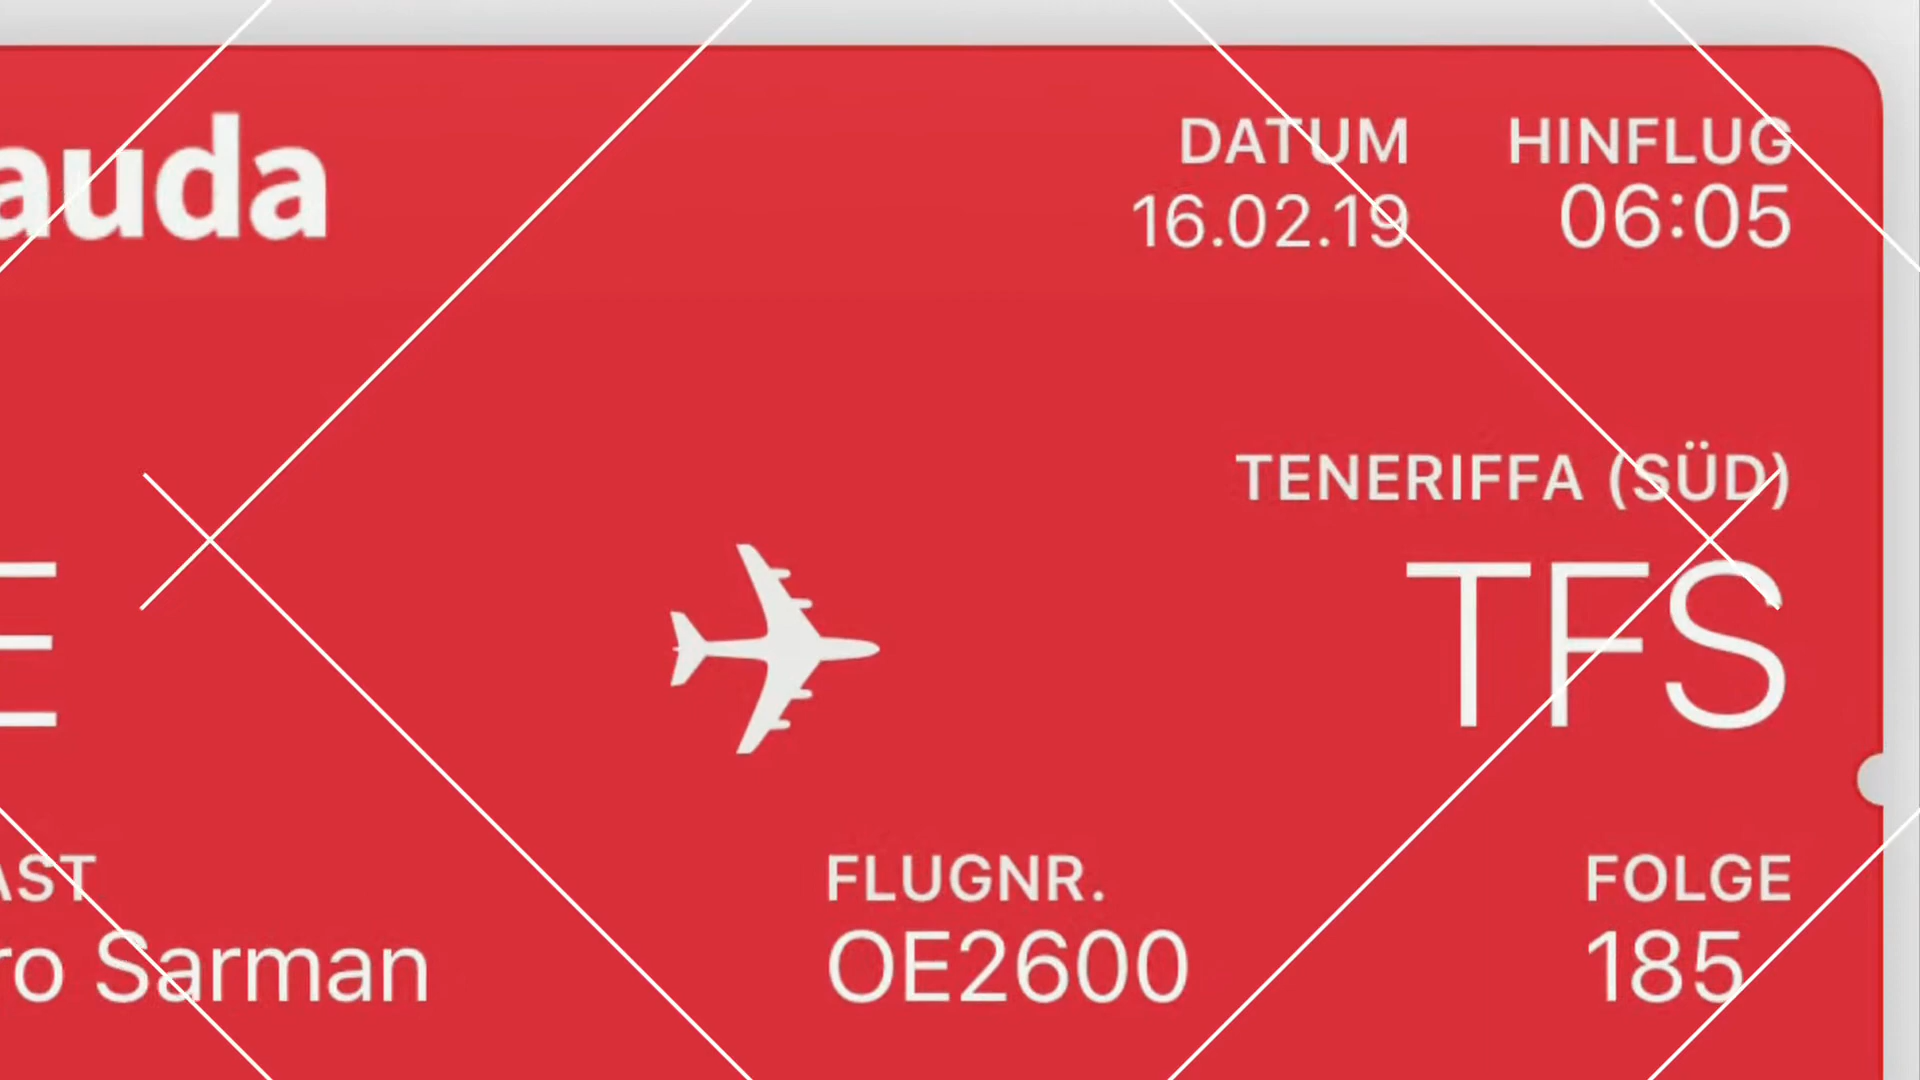 auda
DATUM HINFLUG
16.02.19 06:05
TENERIFFA (SÜD)
E TFS
AST FLUGNR. FOLGE
ro Sarman OE2600 185